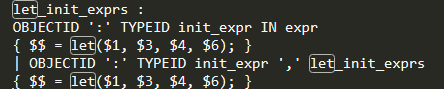 let_init_exprs :
OBJECTID ':' TYPEID init_expr IN expr
{ $$ = let($1, $3, $4, $6); }
| OBJECTID ':' TYPEID init_expr ',' let_init_exprs
{ $$ = let($1, $3, $4, $6); }